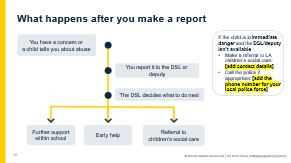 What happens after you make a report
You have a concern or
a child tells you about abuse
You report it to the DSL or
deputy
The DSL decides what to do next
Further support
within school
Early help
Referral to
children's social care
If the child is immediate
danger and the DSL/deputy
isn't available
• Make a referral to LA
children's social care:
[add contact details]
• Call the police if
appropriate: [add the
phone number for your
local police force]